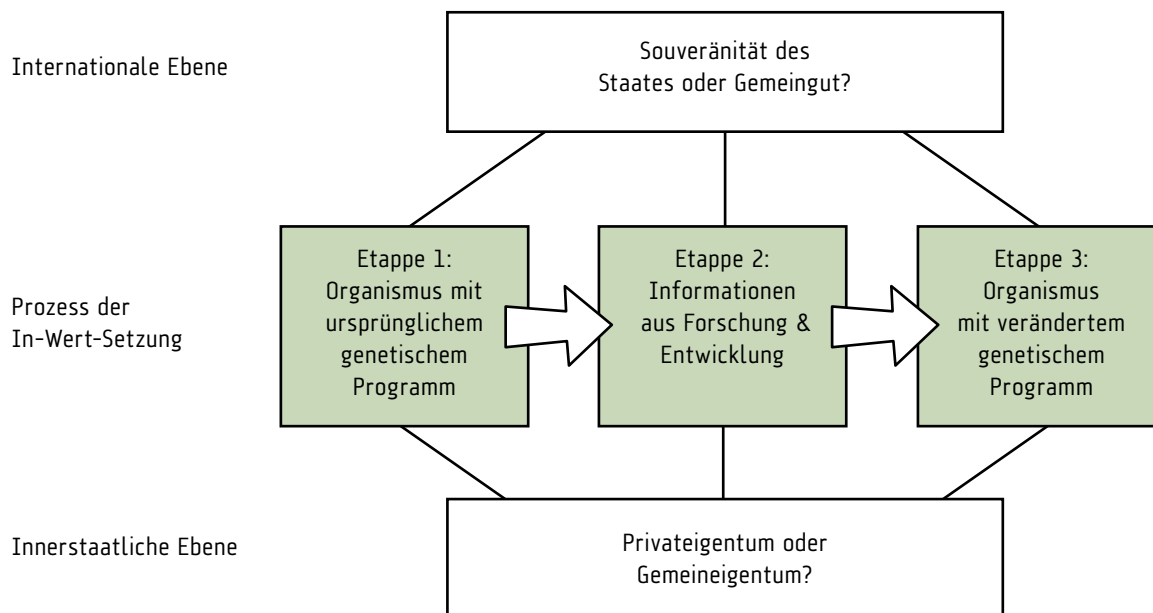 Internationale Ebene
Souveränität des
Staates oder Gemeingut?
Prozess der
In-Wert-Setzung
Etappe 1:
Organismus mit
ursprünglichem
genetischem
Programm
Etappe 2:
Informationen
aus Forschung &
Entwicklung
Etappe 3:
Organismus
mit verändertem
genetischem
Programm
Innerstaatliche Ebene
Privateigentum oder
Gemeineigentum?